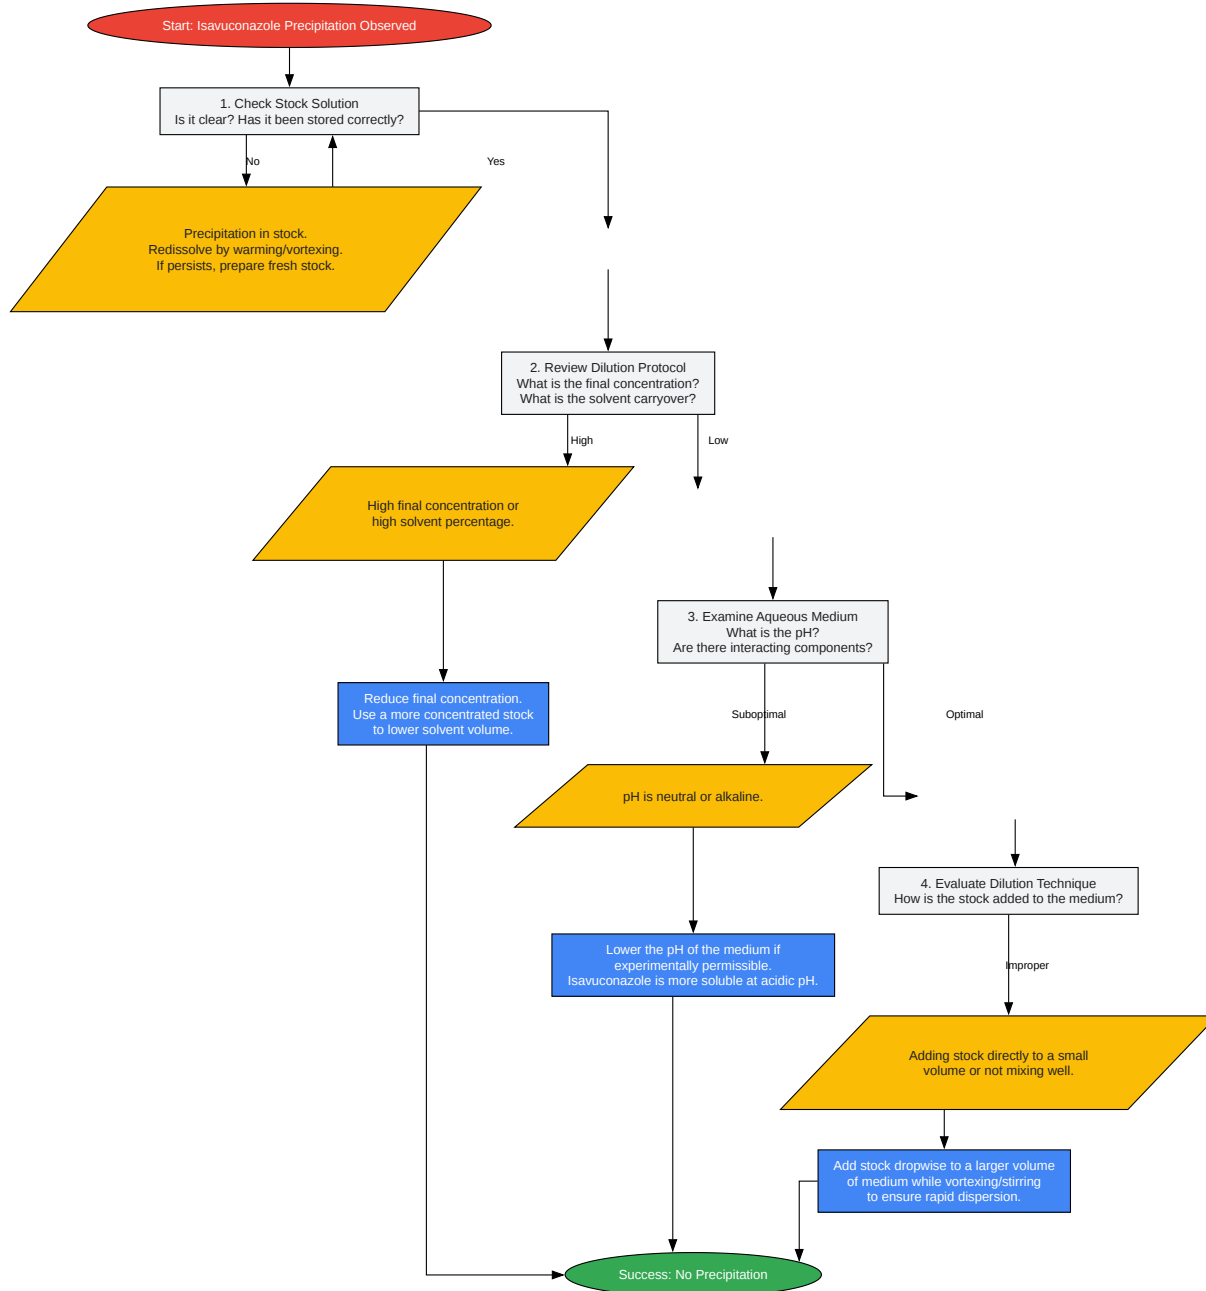 Start: Isavuconazole Precipitation Observed
1. Check Stock Solution
Is it clear? Has it been stored correctly?
No
Yes
Precipitation in stock.
Redissolve by warming/vortexing.
If persists, prepare fresh stock.
2. Review Dilution Protocol
What is the final concentration?
What is the solvent carryover?
High
Low
High final concentration or
high solvent percentage.
3. Examine Aqueous Medium
What is the pH?
Are there interacting components?
Reduce final concentration.
Use a more concentrated stock
to lower solvent volume.
Suboptimal
Optimal
pH is neutral or alkaline.
4. Evaluate Dilution Technique
How is the stock added to the medium?
Lower the pH of the medium if
experimentally permissible.
Isavuconazole is more soluble at acidic pH.
Improper
Adding stock directly to a small
volume or not mixing well.
Add stock dropwise to a larger volume
of medium while vortexing/stirring
to ensure rapid dispersion.
Success: No Precipitation